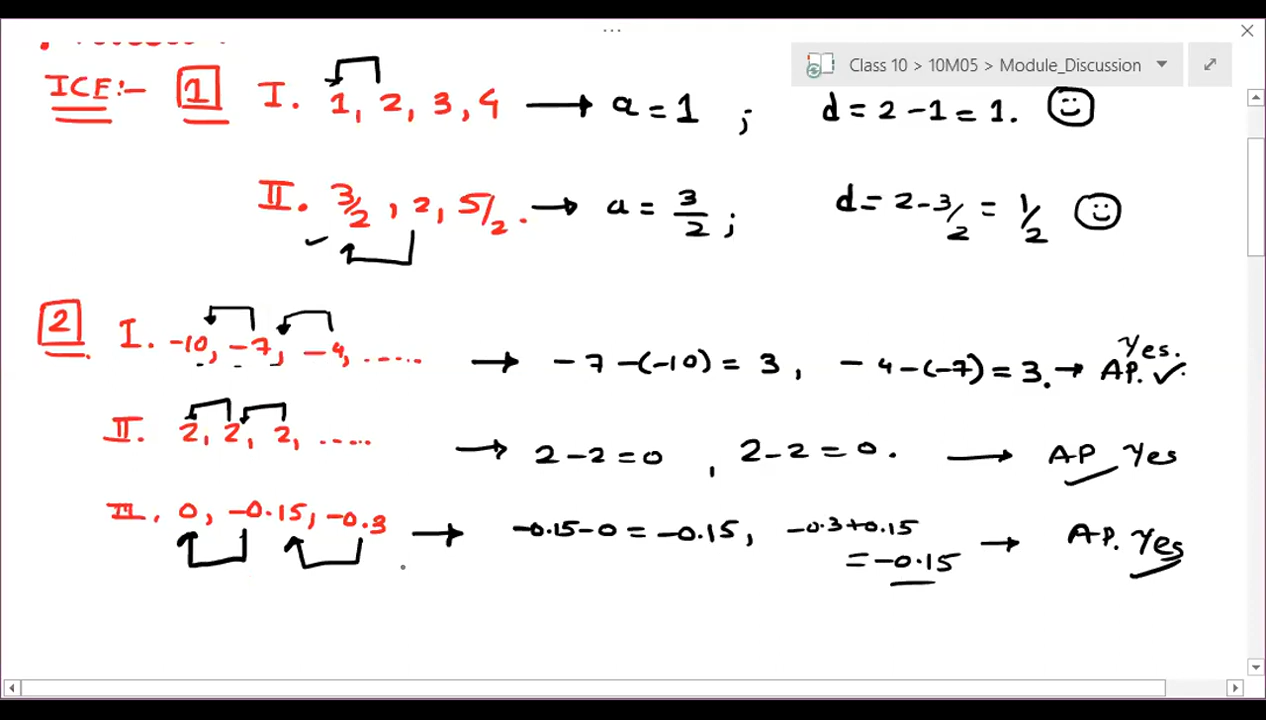 Class 10 > 10M05 > Module_Discussion
ICE:- 1 I. 1, 2, 3, 4 → a = 1 ; d = 2 - 1 = 1.
II. 3/2, 2, 5/2. → a = 3/2 ; d = 2 - 3/2 = 1/2
2 I. -10, -7, -4, ..... → -7 -(-10) = 3, -4 -(-7) = 3. → Yes. AP. ✓
II. 2, 2, 2, ..... → 2 - 2 = 0, 2 - 2 = 0. → AP Yes
III. 0, -0.15, -0.3 → -0.15 - 0 = -0.15, -0.3 + 0.15 = -0.15 → AP. Yes